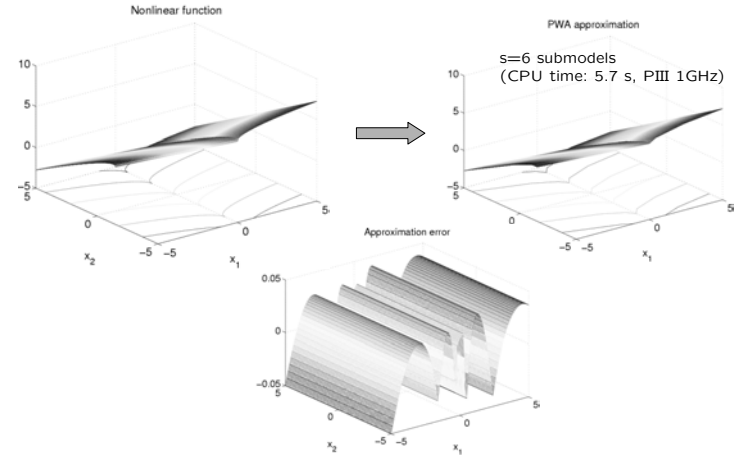 Nonlinear function
10
5
0
−5
5
0
−5
−5
0
5
x2
x1
PWA approximation
s=6 submodels
(CPU time: 5.7 s, PIII 1GHz)
10
5
0
−5
5
0
−5
−5
0
5
x1
Approximation error
0.05
0
−0.05
5
0
−5
−5
0
5
x2
x1